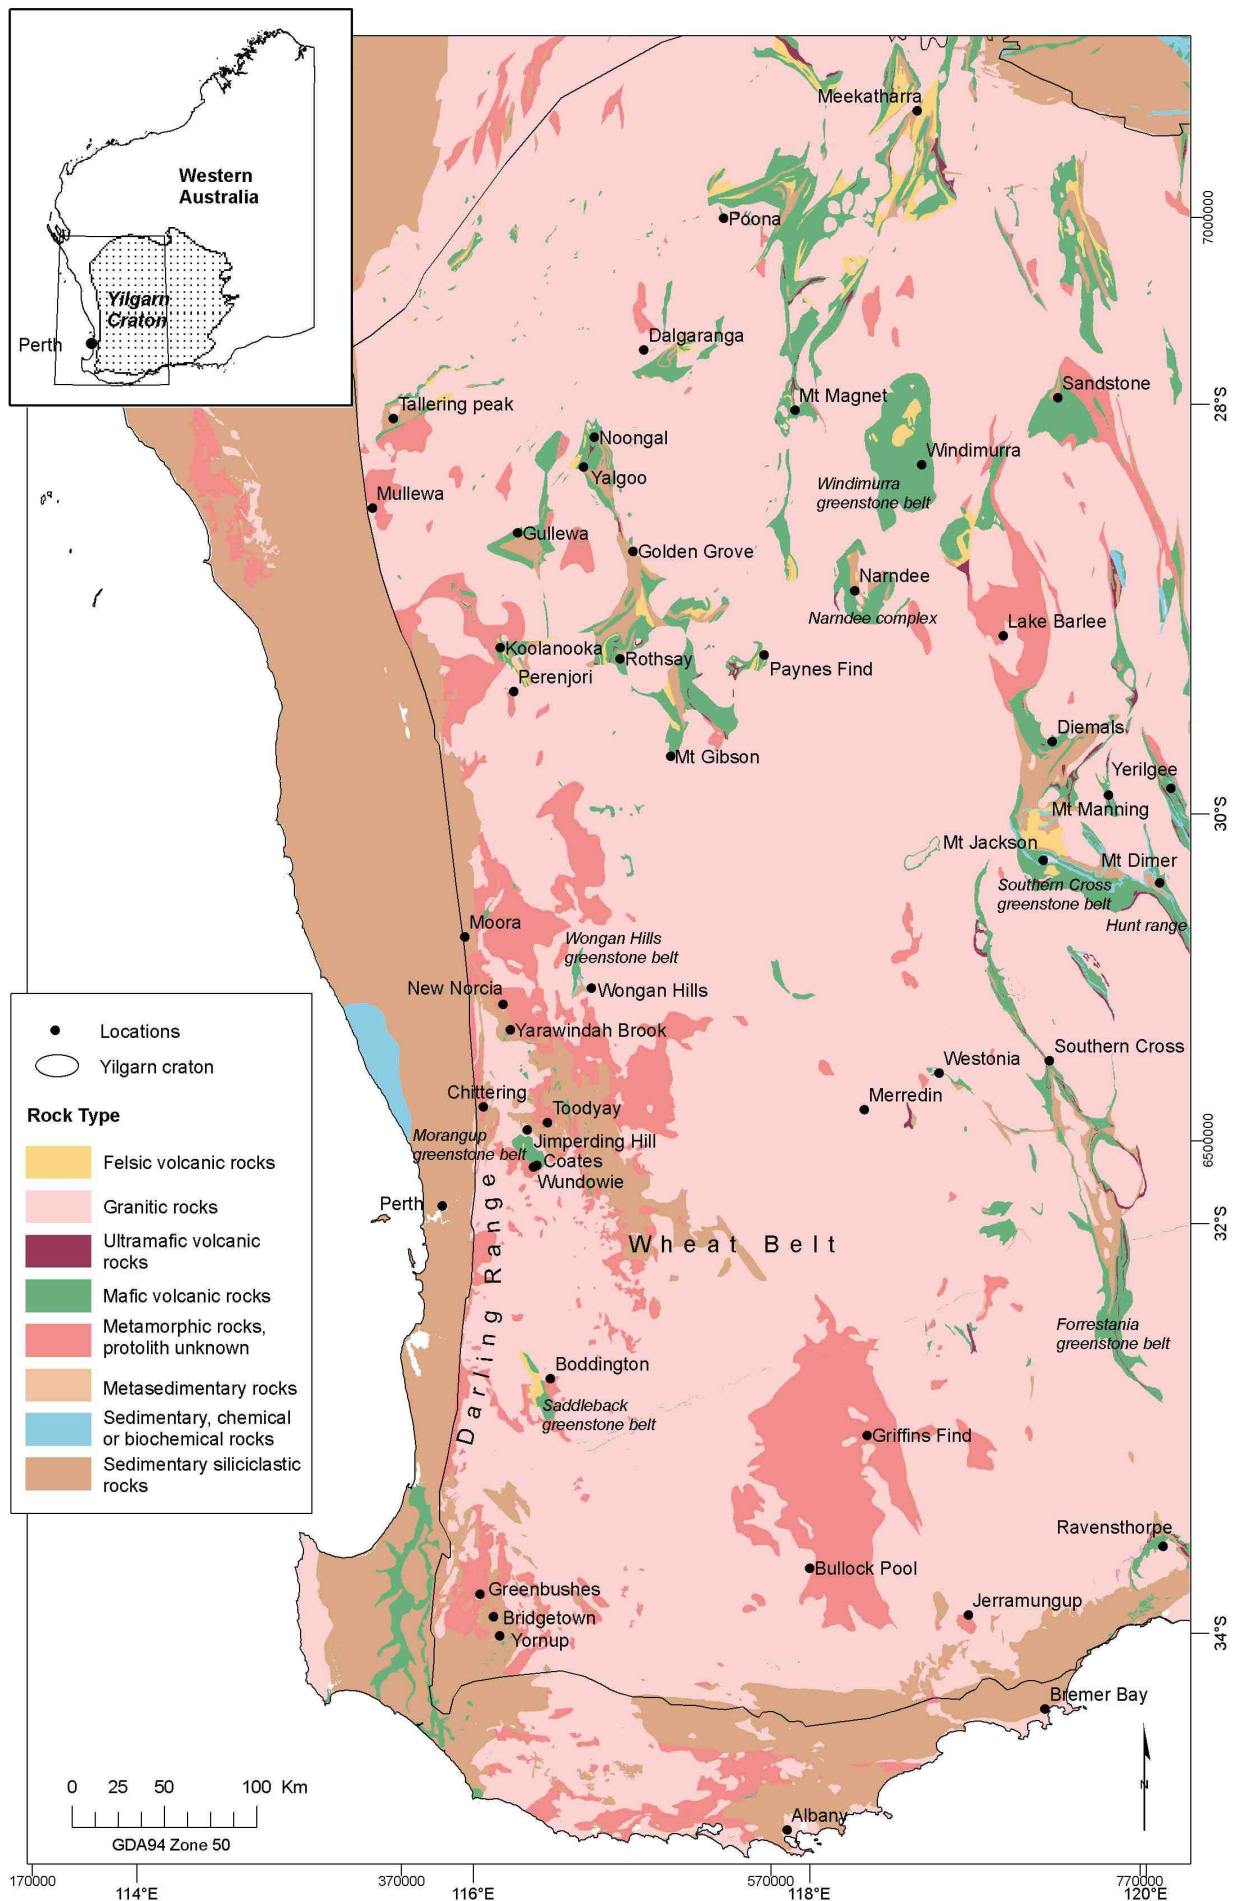 Western
Australia
Yilgarn
Craton
Perth
Meekatharra
Poona
7000000
Dalgaranga
Sandstone
Mt Magnet
28°S
Tallering peak
Noongal
Windimurra
Yalgoo
Windimurra
greenstone belt
Mullewa
Gullewa
Golden Grove
Narndee
Narndee complex
Lake Barlee
Koolanooka
Rothsay
Paynes Find
Perenjori
Diemals
Mt Gibson
Yerilgee
Mt Manning
30°S
Mt Jackson
Mt Dimer
Southern Cross
greenstone belt
Hunt range
Moora
Wongan Hills
greenstone belt
New Norcia
Wongan Hills
Yarawindah Brook
Southern Cross
Westonia
Chittering
Merredin
Toodyay
Morangup
greenstone belt
Jimperding Hill
6500000
Coates
Wundowie
Perth
32°S
Wheat Belt
Darling Range
Forrestania
greenstone belt
Boddington
Saddleback
greenstone belt
Griffins Find
Ravensthorpe
Bullock Pool
Greenbushes
Jerramungup
Bridgetown
Yornup
34°S
Bremer Bay
Albany
N
Locations
Yilgarn craton
Rock Type
Felsic volcanic rocks
Granitic rocks
Ultramafic volcanic
rocks
Mafic volcanic rocks
Metamorphic rocks,
protolith unknown
Metasedimentary rocks
Sedimentary, chemical
or biochemical rocks
Sedimentary siliciclastic
rocks
0 25 50 100 Km
GDA94 Zone 50
170000 370000 570000 770000
114°E 116°E 118°E 120°E